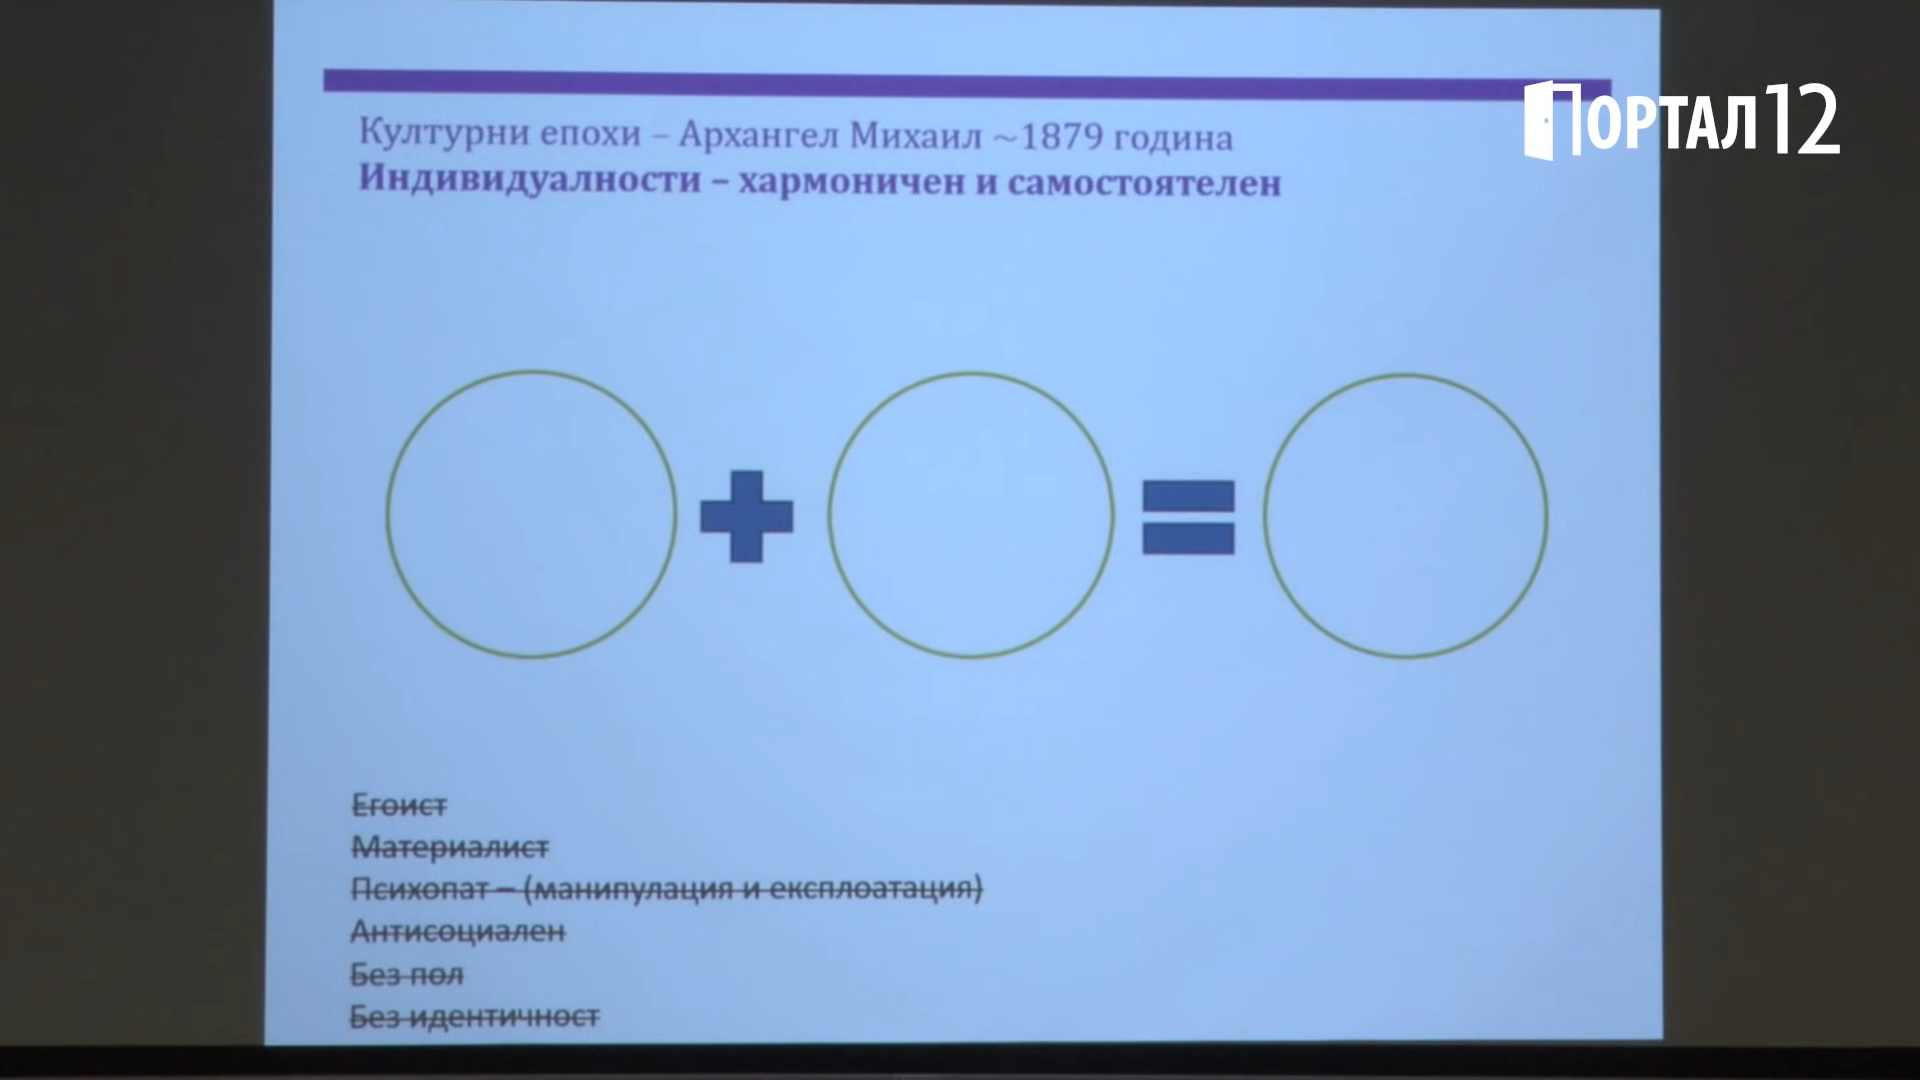 Културни епохи – Архангел Михаил ~1879 година
Индивидуалности – хармоничен и самостоятелен
ПОРТАЛ12
Егоист
Материалист
Психопат – (манипулация и експлоатация)
Антисоциален
Без пол
Без идентичност